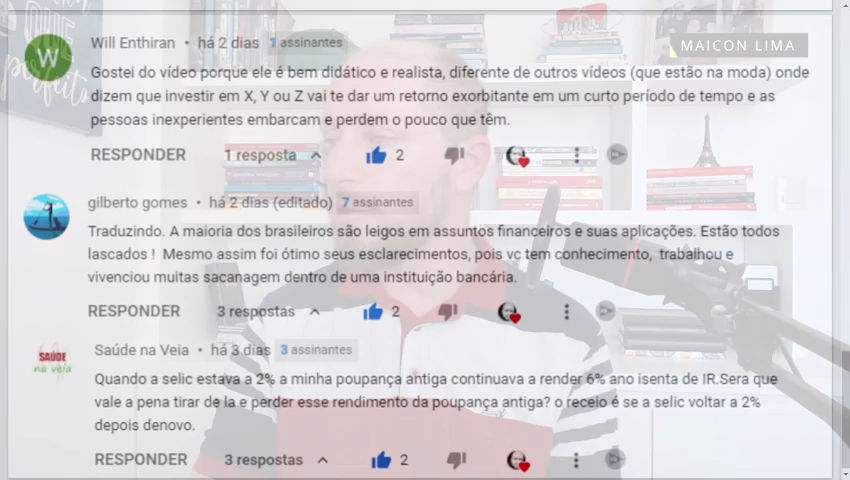 MAICON LIMA
Will Enthiran • há 2 dias 1 assinantes
Gostei do vídeo porque ele é bem didático e realista, diferente de outros vídeos (que estão na moda) onde
dizem que investir em X, Y ou Z vai te dar um retorno exorbitante em um curto período de tempo e as
pessoas inexperientes embarcam e perdem o pouco que têm.
RESPONDER 1 resposta 2
gilberto gomes • há 2 dias (editado) 7 assinantes
Traduzindo. A maioria dos brasileiros são leigos em assuntos financeiros e suas aplicações. Estão todos
lascados ! Mesmo assim foi ótimo seus esclarecimentos, pois vc tem conhecimento, trabalhou e
vivenciou muitas sacanagem dentro de uma instituição bancária.
RESPONDER 3 respostas 2
SAÚDE
na veia
Saúde na Veia • há 3 dias 3 assinantes
Quando a selic estava a 2% a minha poupança antiga continuava a render 6% ano isenta de IR.Sera que
vale a pena tirar de la e perder esse rendimento da poupança antiga? o receio é se a selic voltar a 2%
depois denovo.
RESPONDER 3 respostas 2
W
perfeito